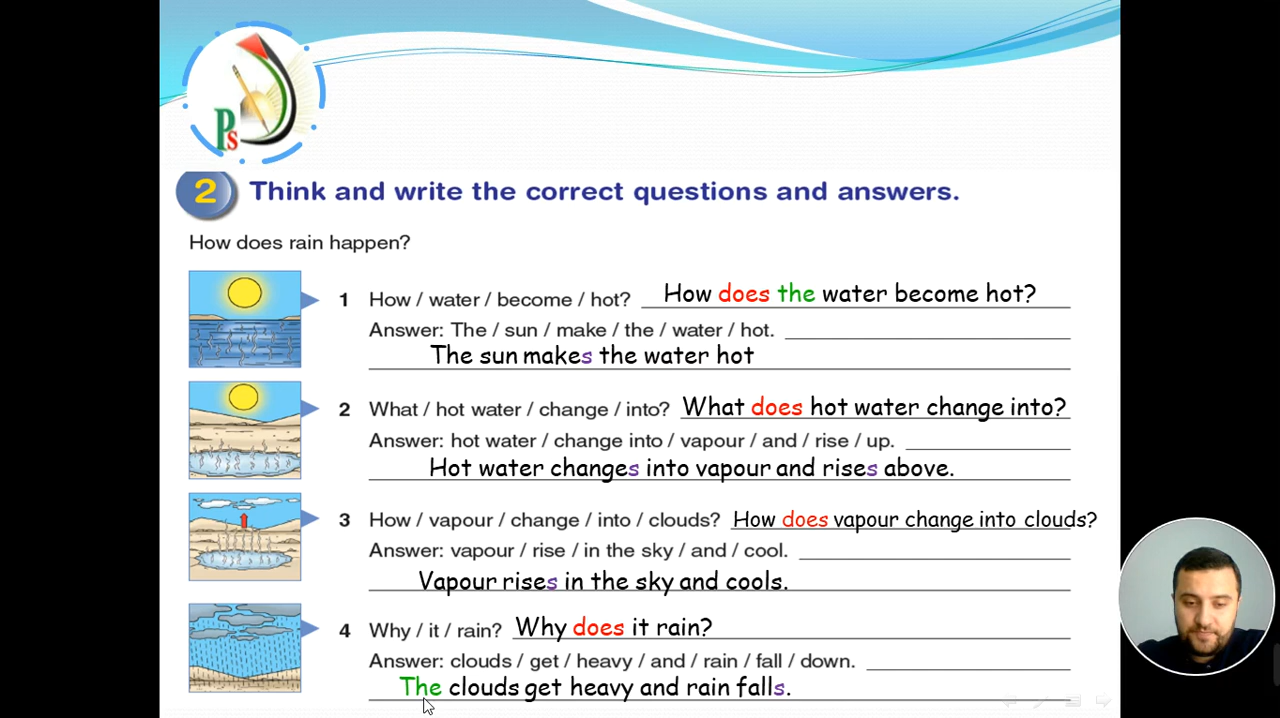 Ps
2 Think and write the correct questions and answers.
How does rain happen?
1 How / water / become / hot? How does the water become hot?
Answer: The / sun / make / the / water / hot.
The sun makes the water hot
2 What / hot water / change / into? What does hot water change into?
Answer: hot water / change into / vapour / and / rise / up.
Hot water changes into vapour and rises above.
3 How / vapour / change / into / clouds? How does vapour change into clouds?
Answer: vapour / rise / in the sky / and / cool.
Vapour rises in the sky and cools.
4 Why / it / rain? Why does it rain?
Answer: clouds / get / heavy / and / rain / fall / down.
The clouds get heavy and rain falls.